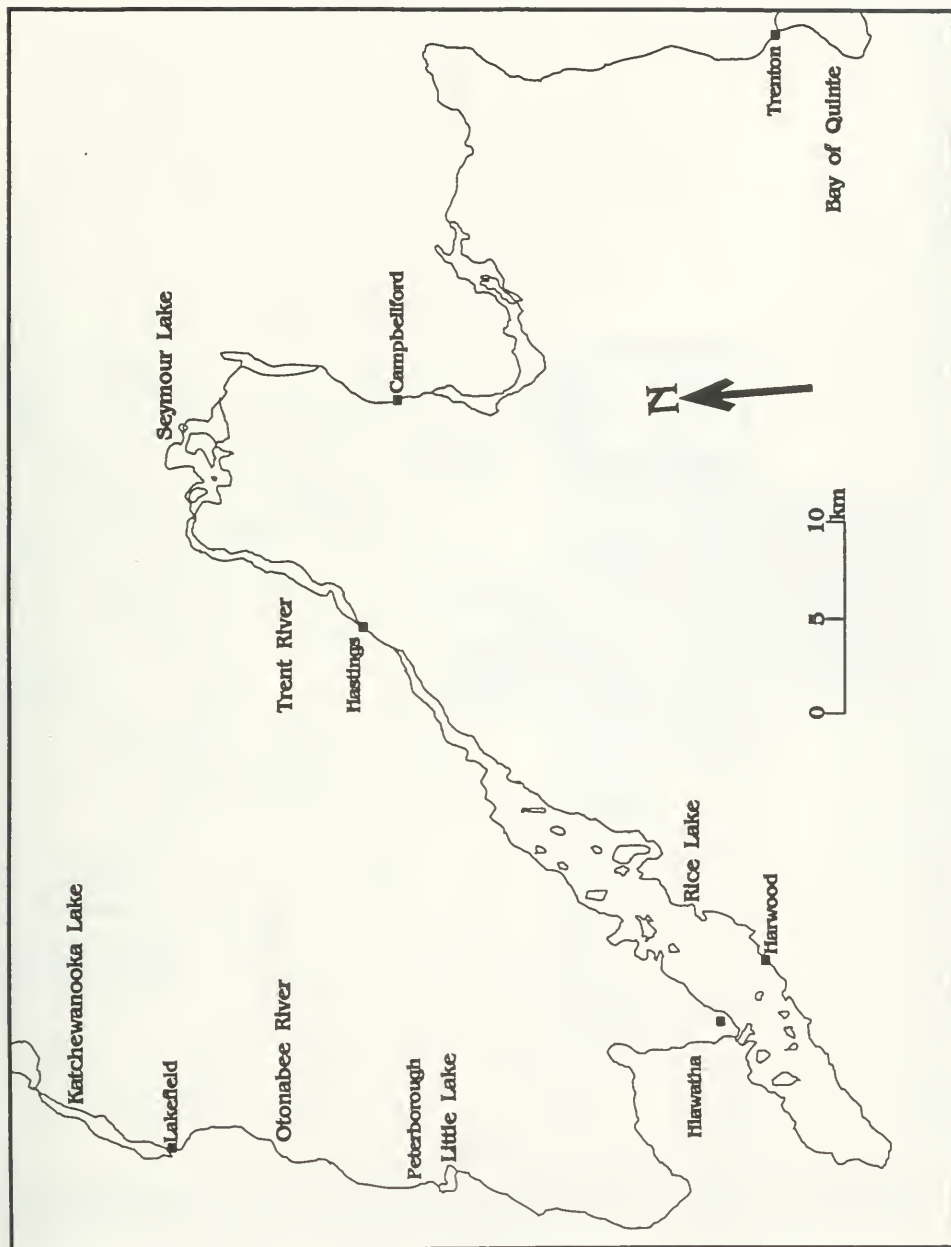 Katchewanooka Lake
Seymour Lake
Lakefield
Otonabee River
Trent River
Hastings
Campbellford
Peterborough
Little Lake
N
Hiawatha
Rice Lake
Harwood
Trenton
0 5 10
km
Bay of Quinte